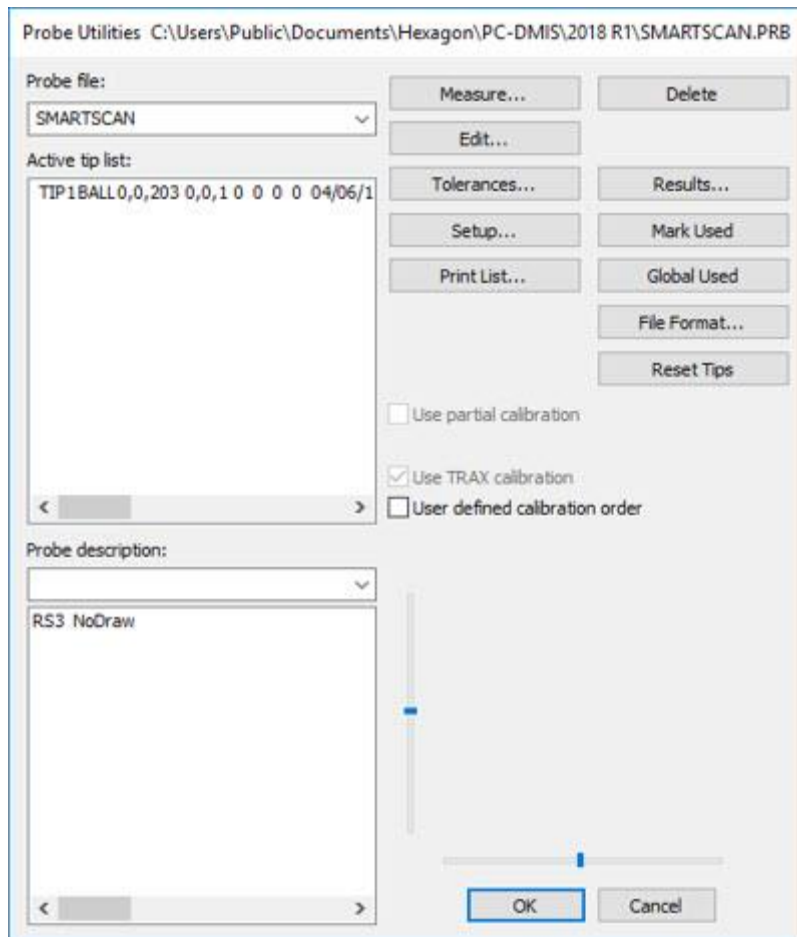 Probe Utilities C:\Users\Public\Documents\Hexagon\PC-DMIS\2018 R1\SMARTSCAN.PRB
Probe file:
SMARTSCAN
Active tip list:
TIP1BALL0,0,203 0,0,1 0 0 0 0 04/06/1
Measure...
Delete
Edit...
Tolerances...
Results...
Setup...
Mark Used
Print List...
Global Used
File Format...
Reset Tips
Use partial calibration
Use TRAX calibration
User defined calibration order
Probe description:
RS3 NoDraw
OK
Cancel